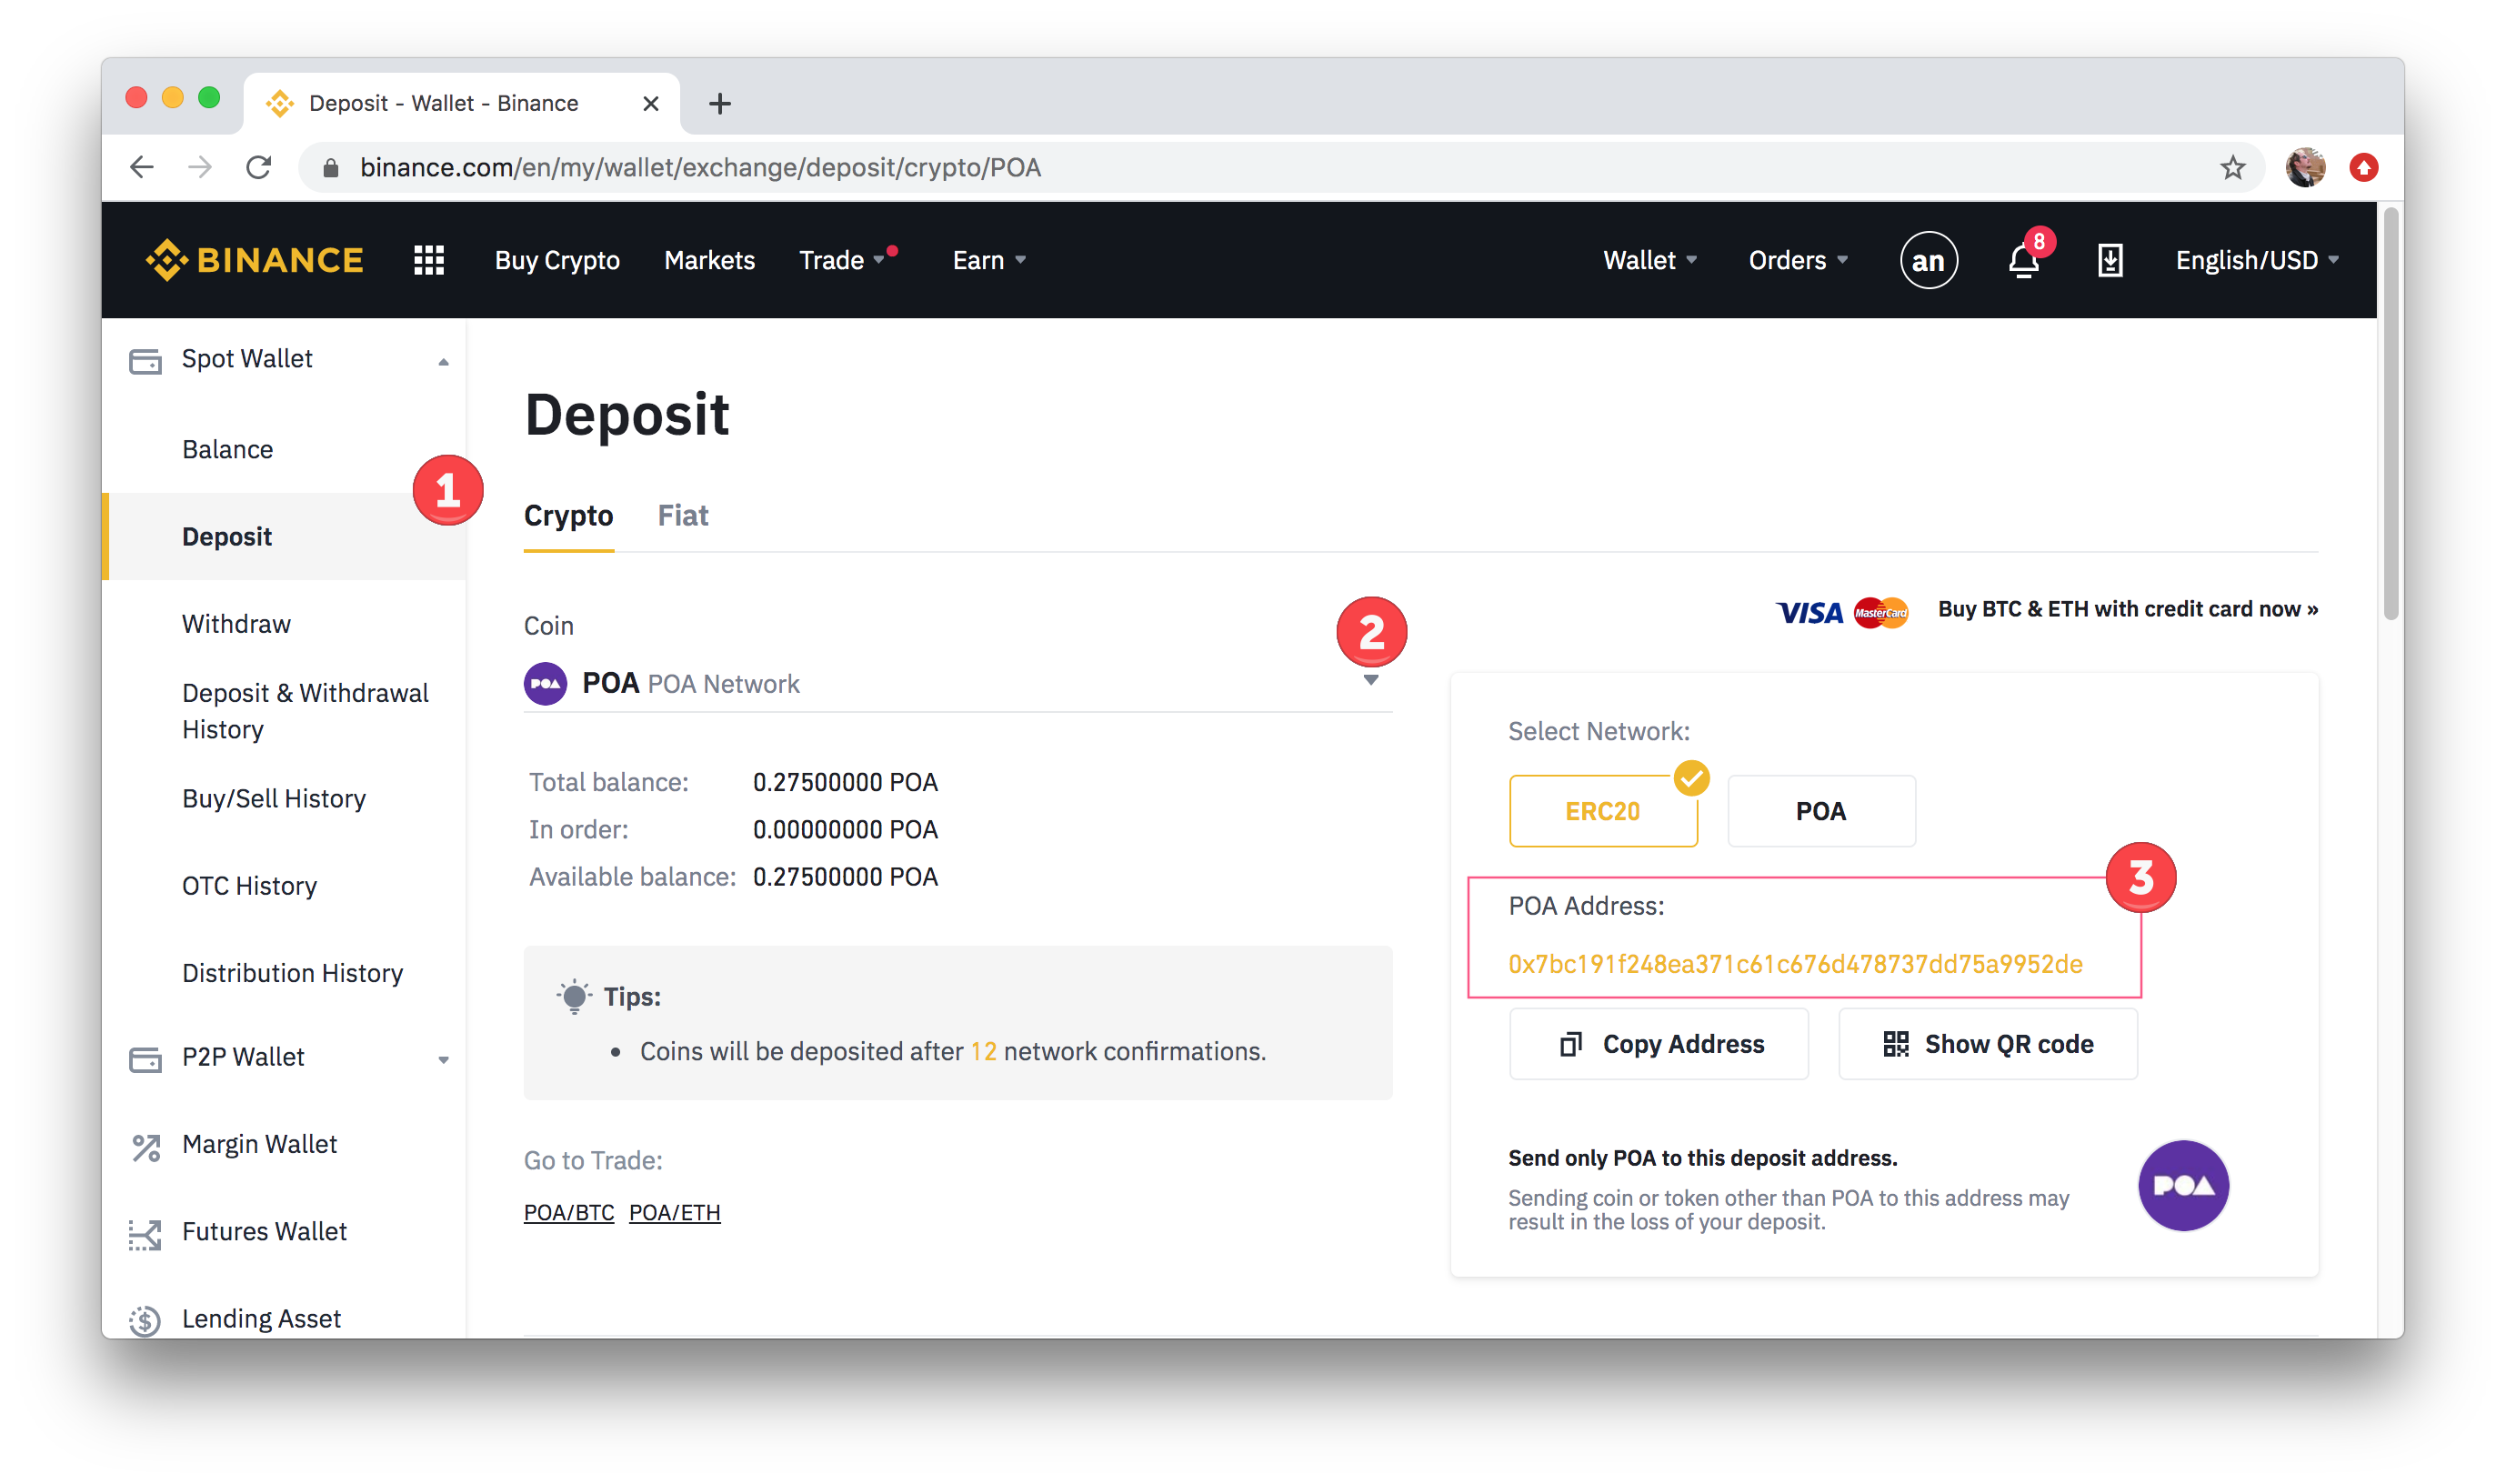 Deposit - Wallet - Binance
binance.com/en/my/wallet/exchange/deposit/crypto/POA
BINANCE Buy Crypto Markets Trade Earn Wallet Orders an 8 English/USD
Spot Wallet
Balance
1
Deposit
Withdraw
Deposit & Withdrawal
History
Buy/Sell History
OTC History
Distribution History
P2P Wallet
Margin Wallet
Futures Wallet
Lending Asset
Deposit
Crypto Fiat
Coin
2
POA POA POA Network
Total balance: 0.27500000 POA
In order: 0.00000000 POA
Available balance: 0.27500000 POA
Tips:
• Coins will be deposited after 12 network confirmations.
Go to Trade:
POA/BTC POA/ETH
VISA MasterCard Buy BTC & ETH with credit card now »
Select Network:
ERC20 POA
3
POA Address:
0x7bc191f248ea371c61c676d478737dd75a9952de
Copy Address Show QR code
Send only POA to this deposit address.
Sending coin or token other than POA to this address may
result in the loss of your deposit.
POA